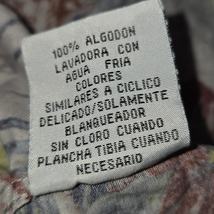 100% ALGODON
LAVADORA CON
AGUA FRIA
COLORES
SIMILARES A CICLICO
DELICADO/SOLAMENTE
BLANQUEADOR
SIN CLORO CUANDO
PLANCHA TIBIA CUANDO
NECESARIO